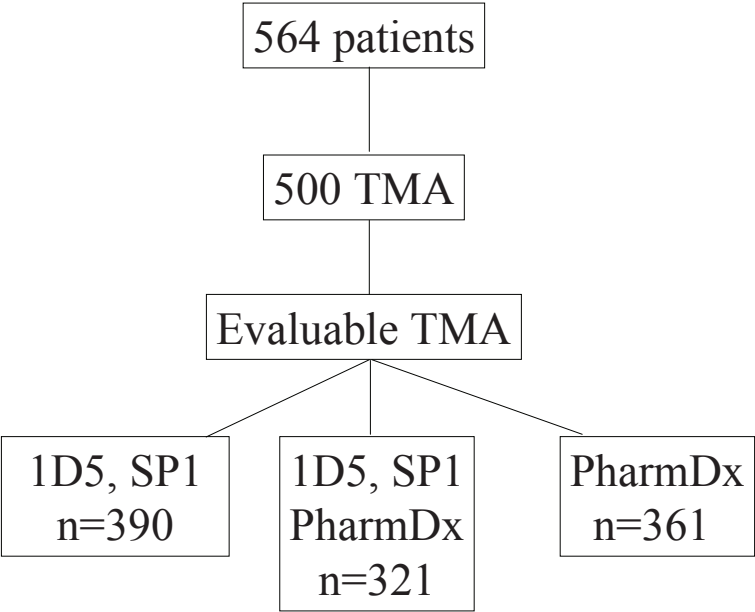 564 patients
500 TMA
Evaluable TMA
1D5, SP1
n=390
1D5, SP1
PharmDx
n=321
PharmDx
n=361